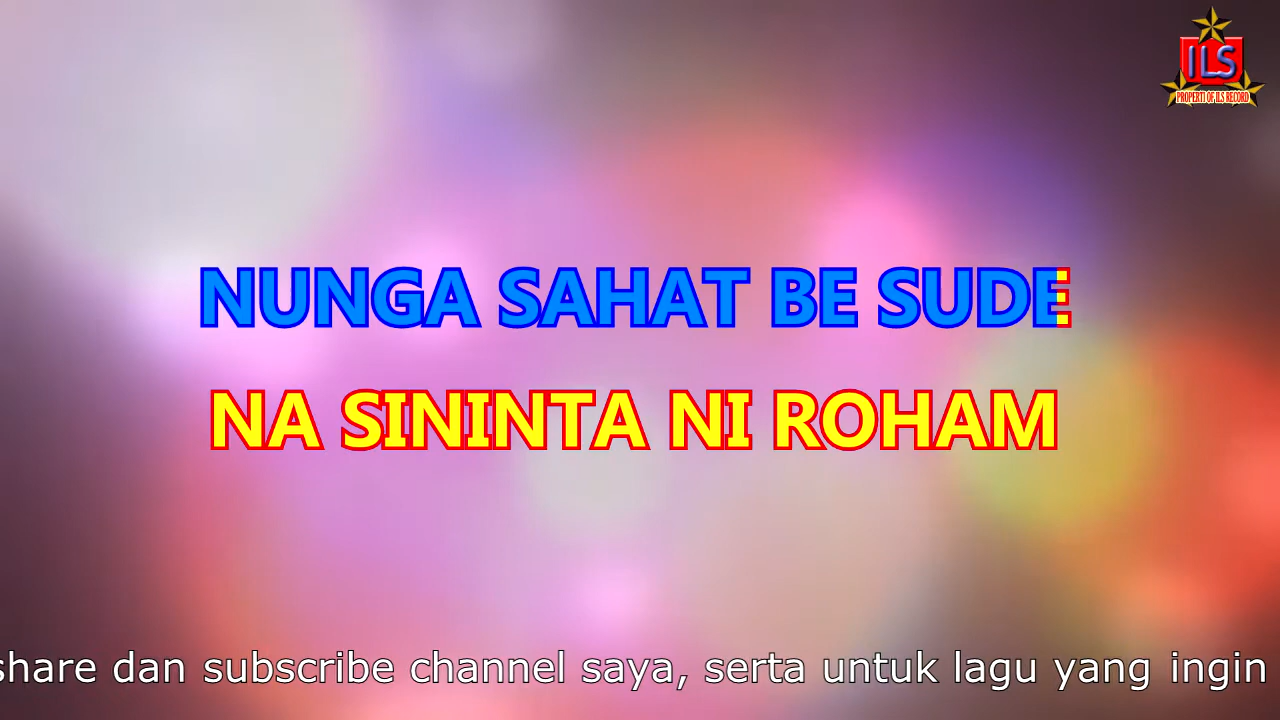 ILS
PROPERTI OF ILS RECORD
NUNGA SAHAT BE SUDE
NA SININTA NI ROHAM
share dan subscribe channel saya, serta untuk lagu yang ingin